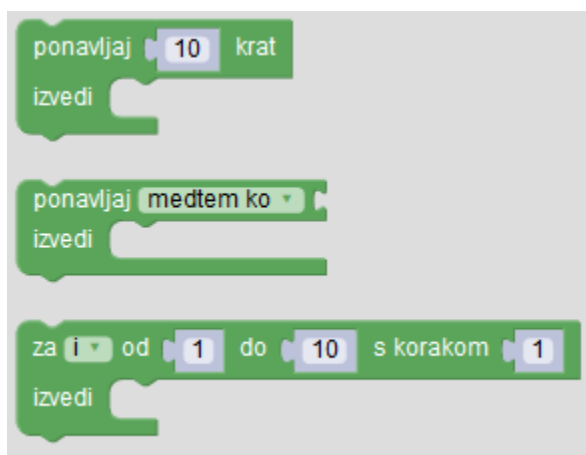 ponavljaj 10 krat
izvedi
ponavljaj medtem ko
izvedi
za i od 1 do 10 s korakom 1
izvedi